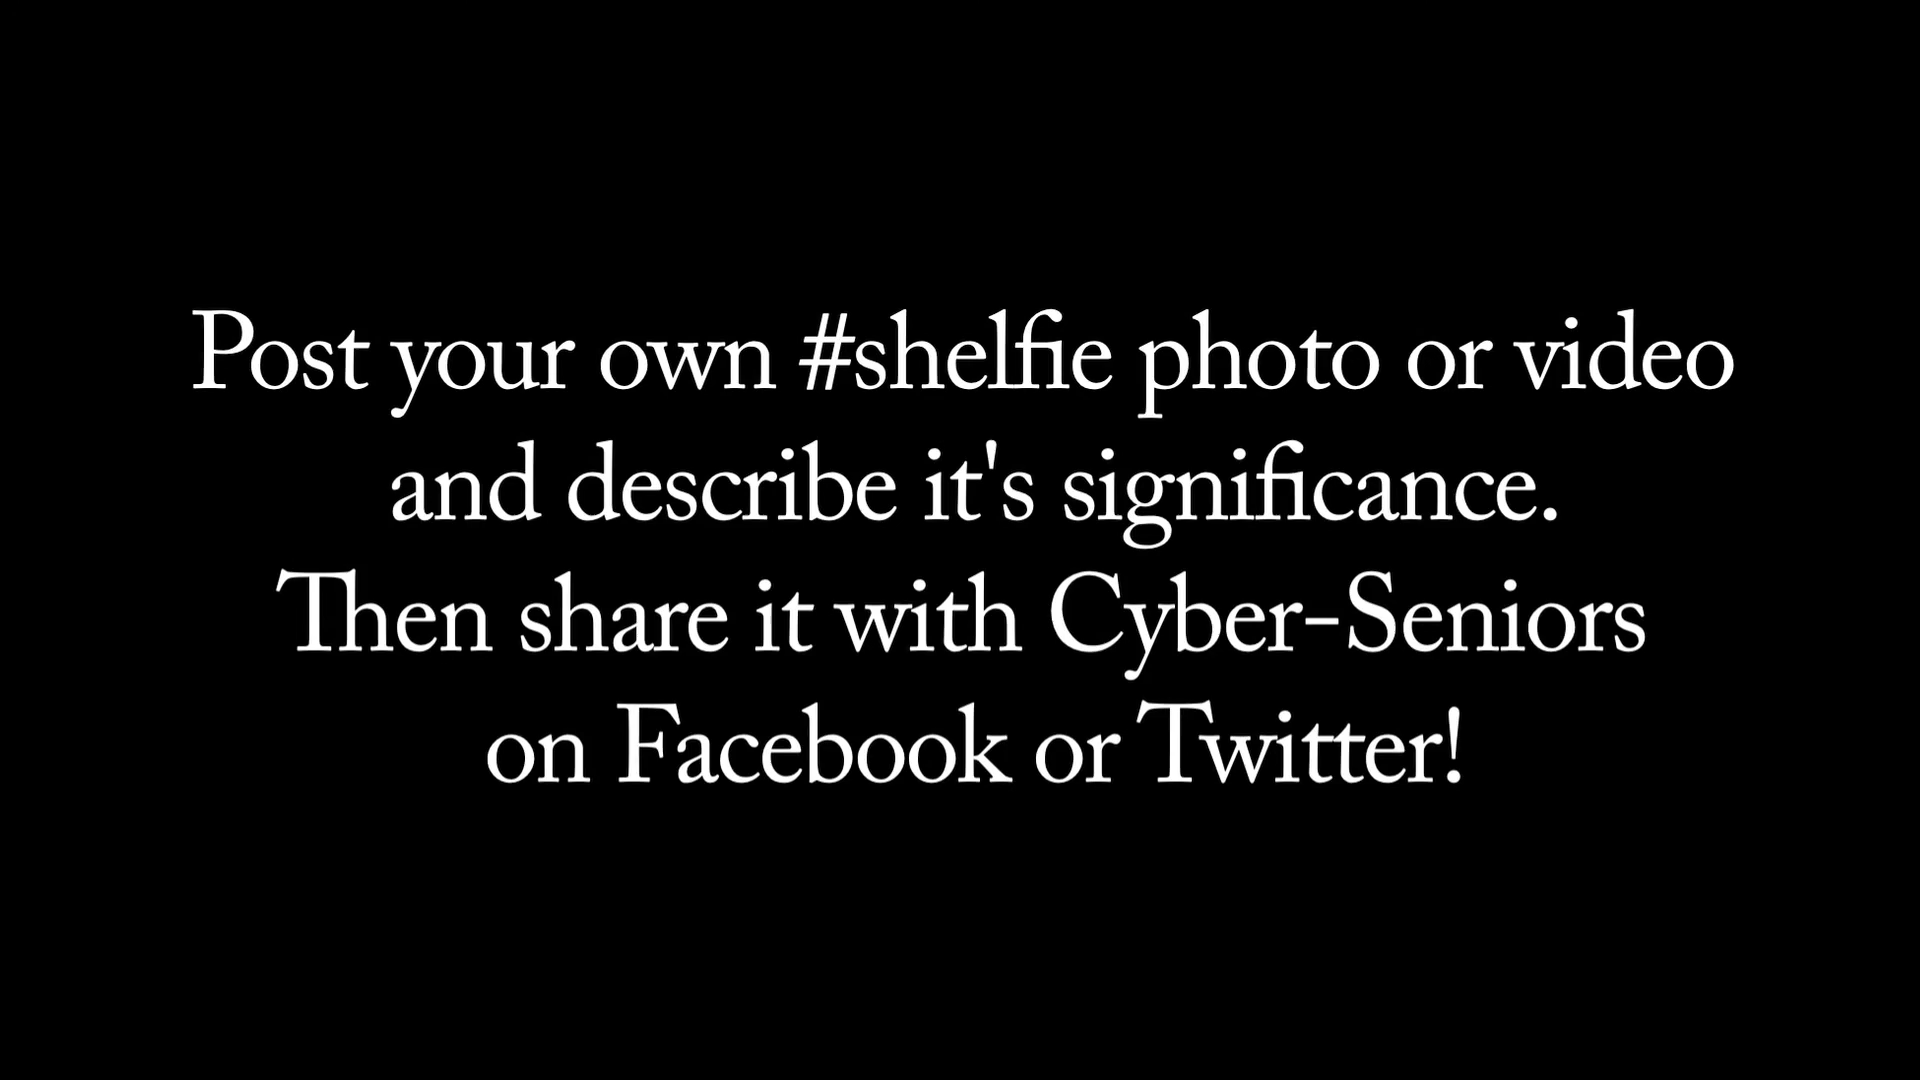 Post your own #shelfie photo or video
and describe it's significance.
Then share it with Cyber-Seniors
on Facebook or Twitter!